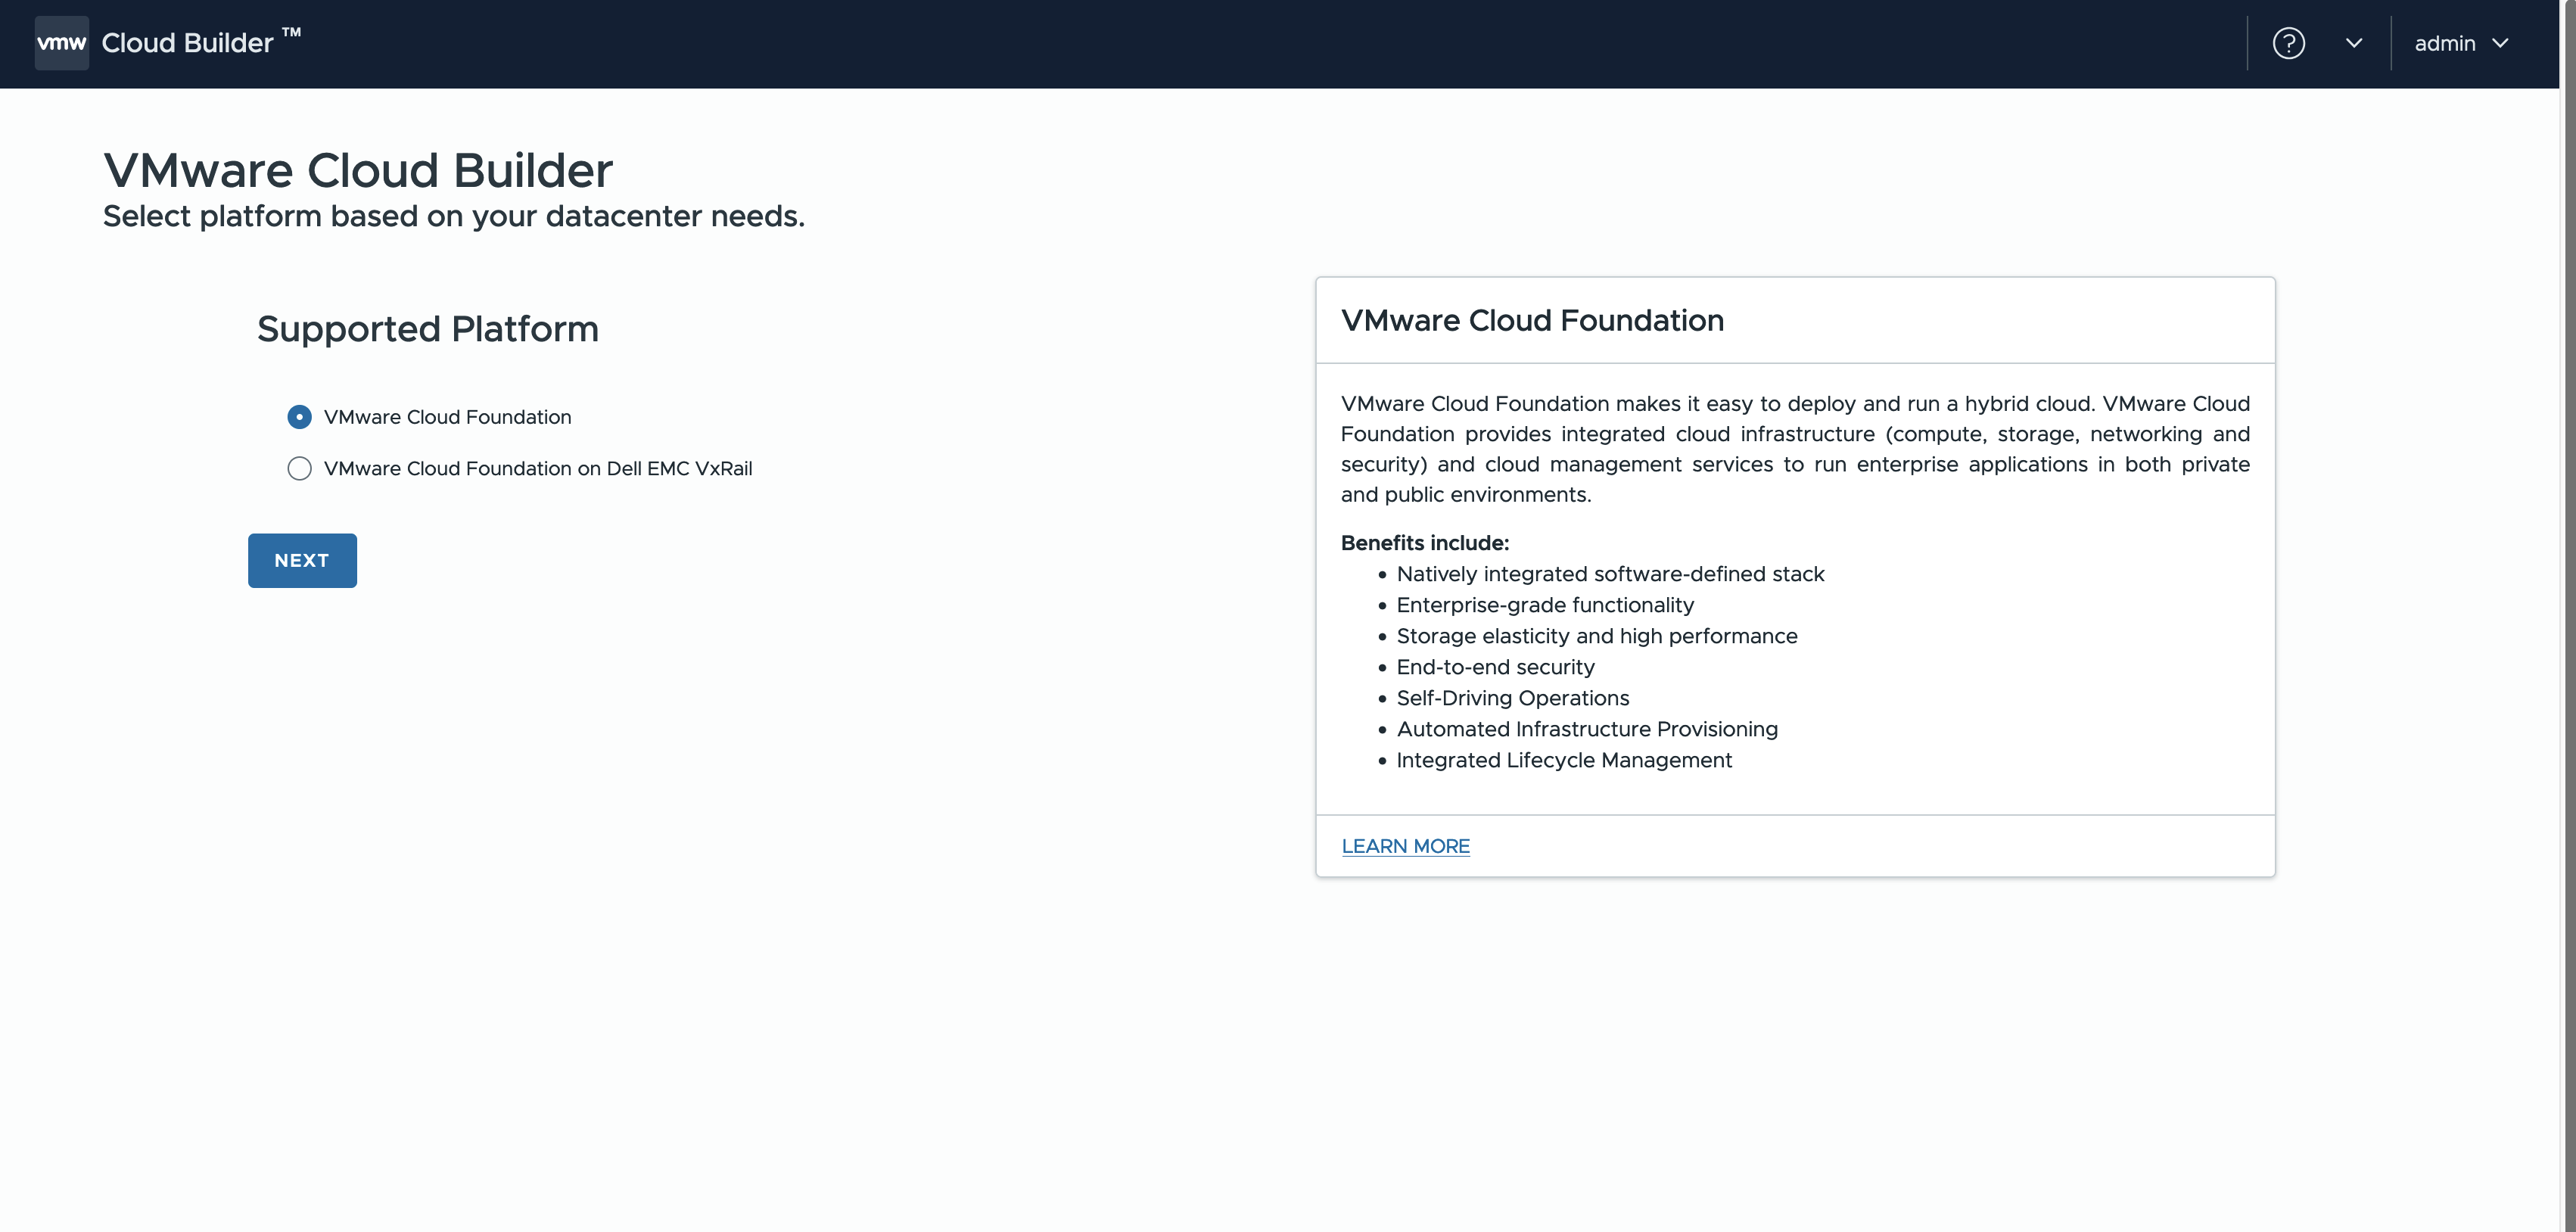 vmw Cloud Builder ™
? admin
VMware Cloud Builder
Select platform based on your datacenter needs.
Supported Platform
VMware Cloud Foundation
VMware Cloud Foundation on Dell EMC VxRail
NEXT
VMware Cloud Foundation
VMware Cloud Foundation makes it easy to deploy and run a hybrid cloud. VMware Cloud
Foundation provides integrated cloud infrastructure (compute, storage, networking and
security) and cloud management services to run enterprise applications in both private
and public environments.
Benefits include:
• Natively integrated software-defined stack
• Enterprise-grade functionality
• Storage elasticity and high performance
• End-to-end security
• Self-Driving Operations
• Automated Infrastructure Provisioning
• Integrated Lifecycle Management
LEARN MORE